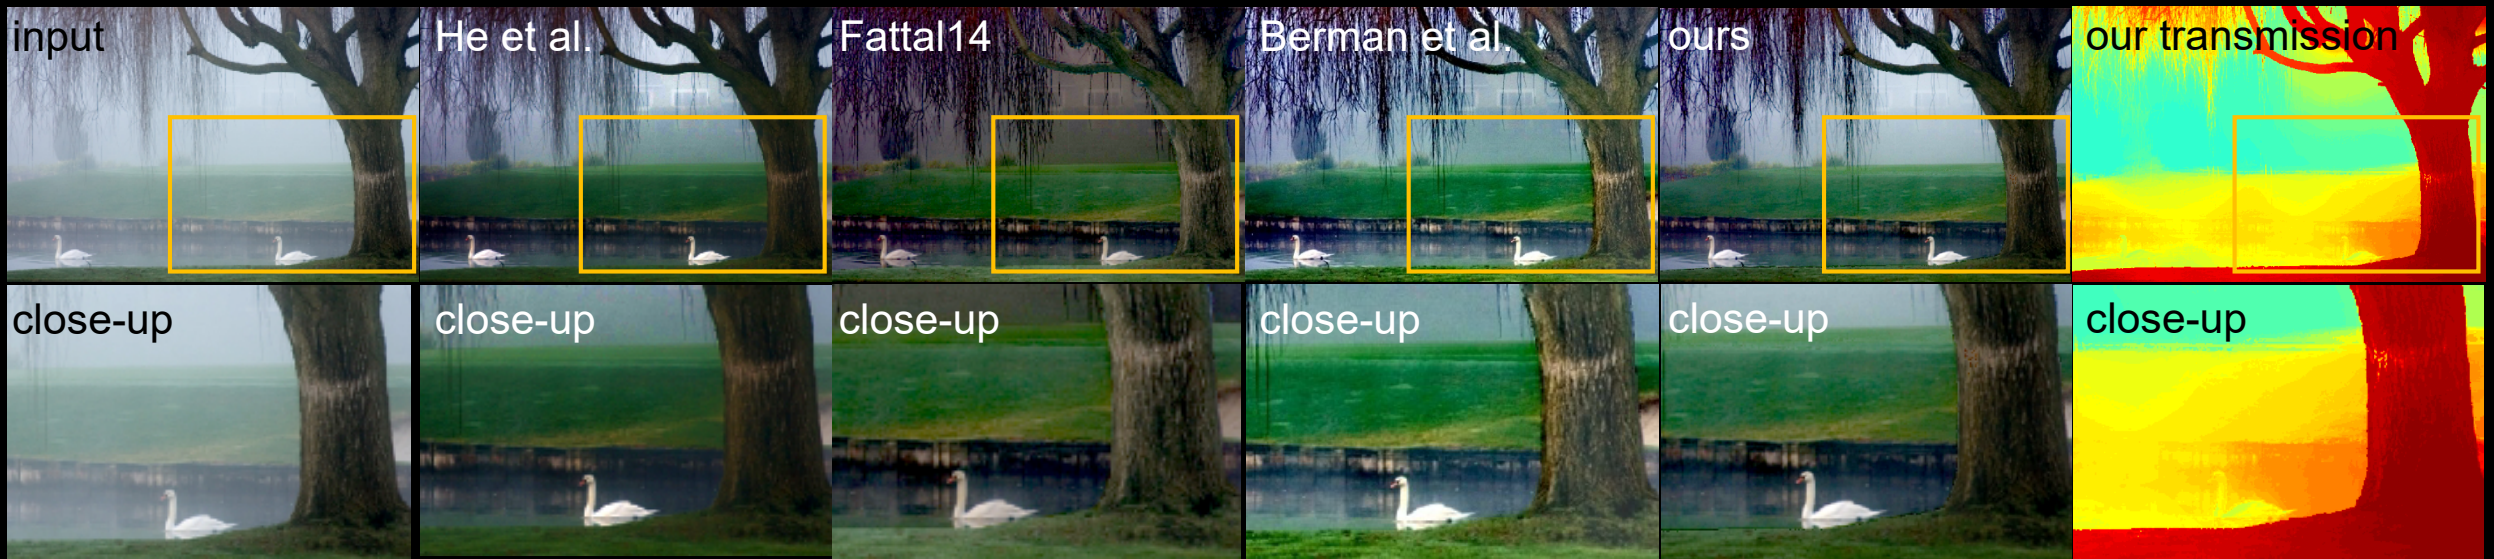 input
He et al.
Fattal14
Berman et al.
ours
our transmission
close-up
close-up
close-up
close-up
close-up
close-up